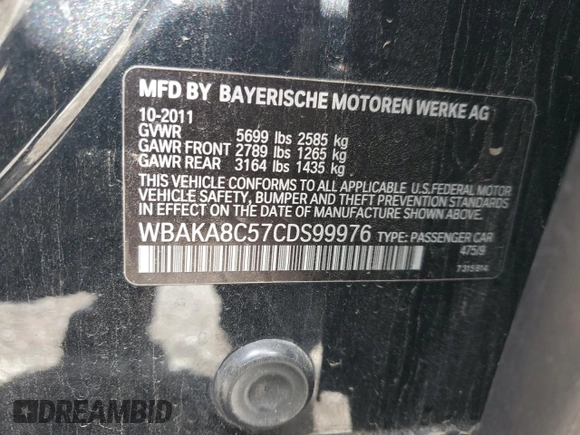 MFD BY BAYERISCHE MOTOREN WERKE AG
10-2011
GVWR 5699 lbs 2585 kg
GAWR FRONT 2789 lbs 1265 kg
GAWR REAR 3164 lbs 1435 kg
THIS VEHICLE CONFORMS TO ALL APPLICABLE U.S.FEDERAL MOTOR
VEHICLE SAFETY, BUMPER AND THEFT PREVENTION STANDARDS IN
EFFECT ON THE DATE OF MANUFACTURE SHOWN ABOVE.
WBAKA8C57CDS99976 TYPE: PASSENGER CAR
475/9
7315814
DREAMBID